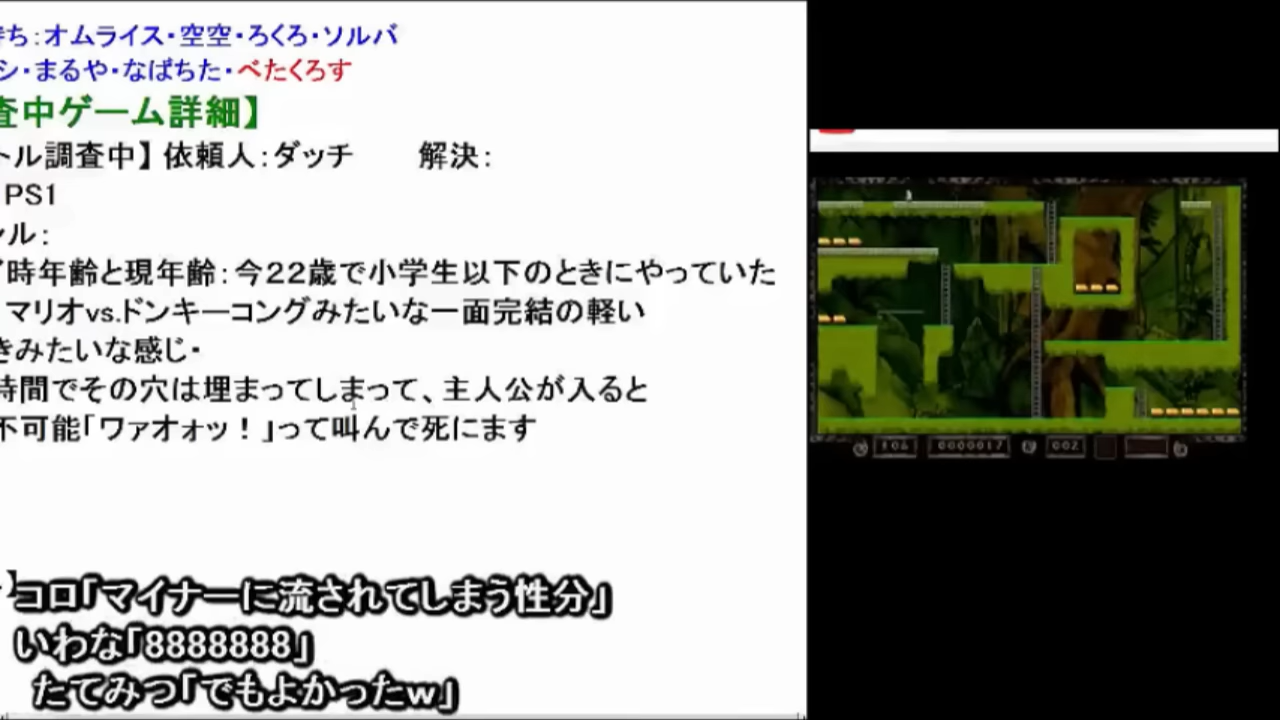 ち:オムライス・空空・ろくろ・ソルバ
シ・まるや・なばちた・べたくろす
査中ゲーム詳細】
トル調査中】依頼人:ダッチ　解決:
PS1
ル:
時年齢と現年齢:今22歳で小学生以下のときにやっていた
マリオvs.ドンキーコングみたいな一面完結の軽い
きみたいな感じ・
時間でその穴は埋まってしまって、主人公が入ると
不可能「ワァオォッ！」って叫んで死にます
】
コロ「マイナーに流されてしまう性分」
いわな「8888888」
たてみつ「でもよかったw」
0000017
002